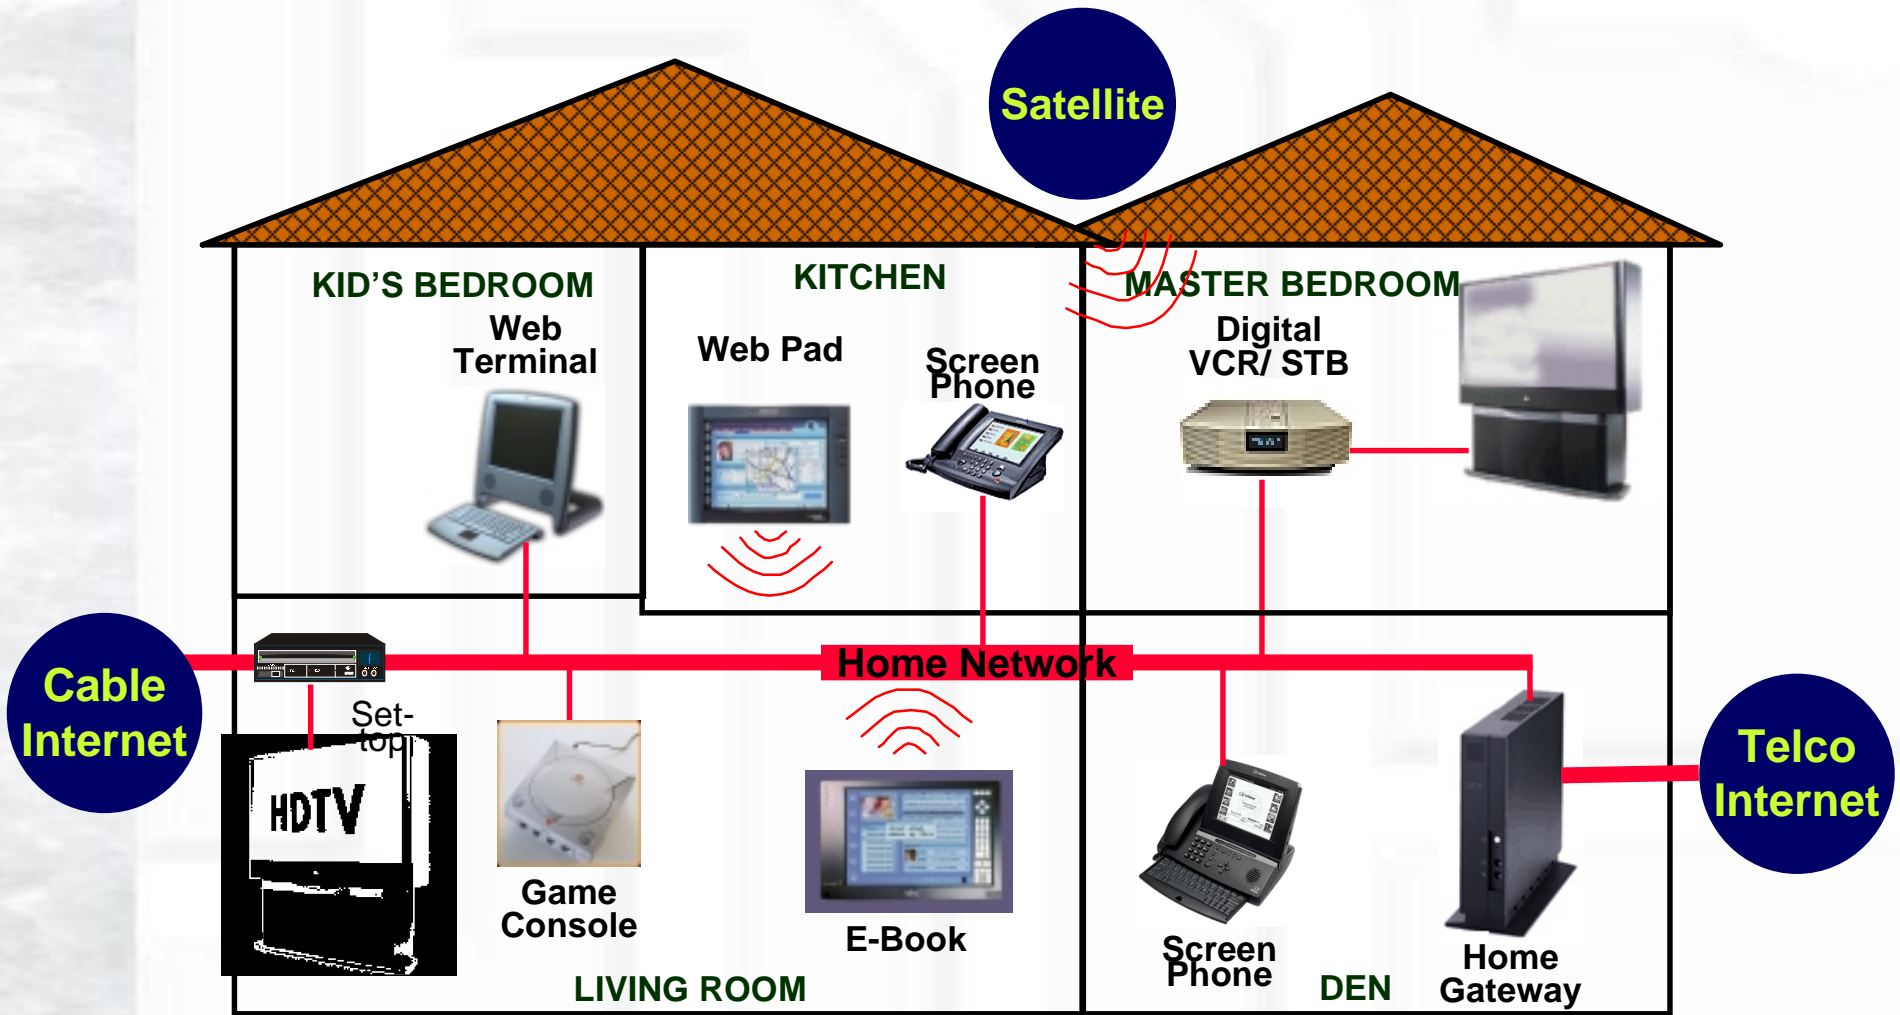 Satellite
KID'S BEDROOM
KITCHEN
MASTER BEDROOM
Web
Terminal
Web Pad
Screen
Phone
Digital
VCR/ STB
Cable
Internet
Home Network
Set-
top
HDTV
Game
Console
E-Book
Screen
Phone
Home
Gateway
Telco
Internet
LIVING ROOM
DEN